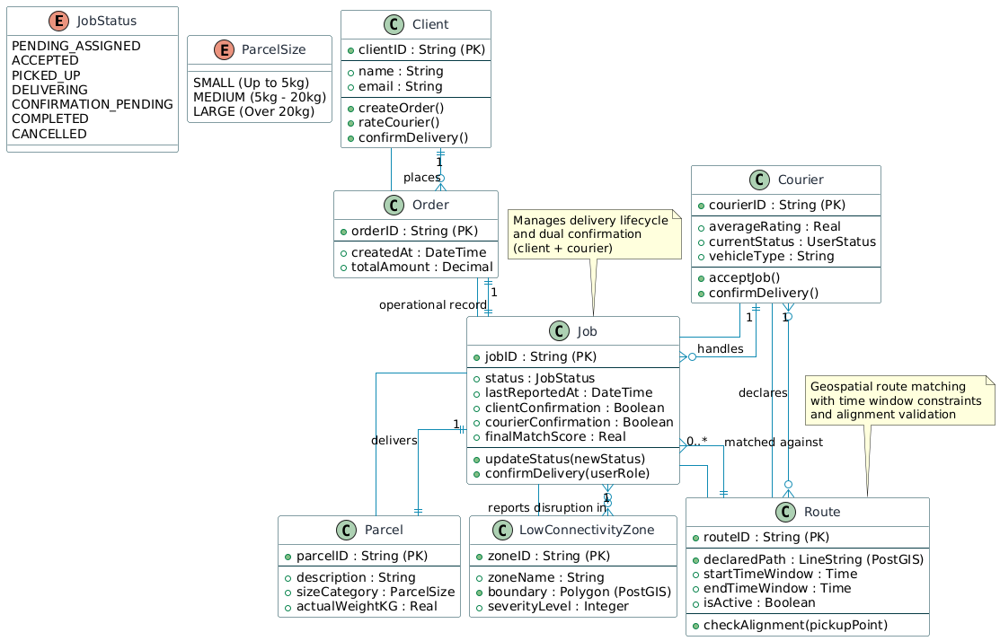 E JobStatus
PENDING_ASSIGNED
ACCEPTED
PICKED_UP
DELIVERING
CONFIRMATION_PENDING
COMPLETED
CANCELLED
E ParcelSize
SMALL (Up to 5kg)
MEDIUM (5kg - 20kg)
LARGE (Over 20kg)
C Client
clientID : String (PK)
name : String
email : String
createOrder()
rateCourier()
confirmDelivery()
1
places
C Order
orderID : String (PK)
createdAt : DateTime
totalAmount : Decimal
1
operational record
Manages delivery lifecycle
and dual confirmation
(client + courier)
C Courier
courierID : String (PK)
averageRating : Real
currentStatus : UserStatus
vehicleType : String
acceptJob()
confirmDelivery()
1
1
handles
declares
C Job
jobID : String (PK)
status : JobStatus
lastReportedAt : DateTime
clientConfirmation : Boolean
courierConfirmation : Boolean
finalMatchScore : Real
updateStatus(newStatus)
confirmDelivery(userRole)
Geospatial route matching
with time window constraints
and alignment validation
1
delivers
0..*
matched against
1
reports disruption in
C Parcel
parcelID : String (PK)
description : String
sizeCategory : ParcelSize
actualWeightKG : Real
C LowConnectivityZone
zoneID : String (PK)
zoneName : String
boundary : Polygon (PostGIS)
severityLevel : Integer
C Route
routeID : String (PK)
declaredPath : LineString (PostGIS)
startTimeWindow : Time
endTimeWindow : Time
isActive : Boolean
checkAlignment(pickupPoint)